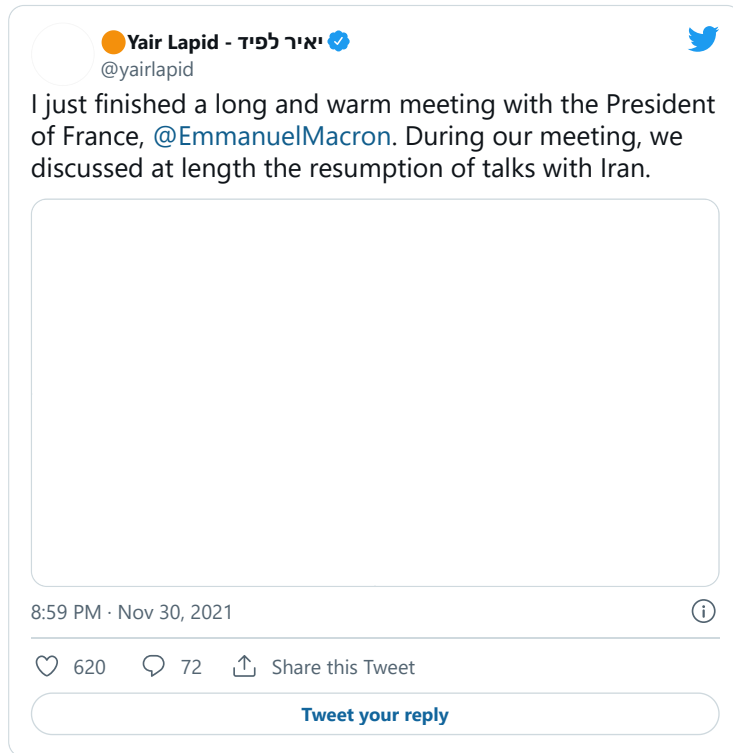 Yair Lapid - יאיר לפיד
@yairlapid
I just finished a long and warm meeting with the President
of France, @EmmanuelMacron. During our meeting, we
discussed at length the resumption of talks with Iran.
8:59 PM · Nov 30, 2021
620 72 Share this Tweet
Tweet your reply